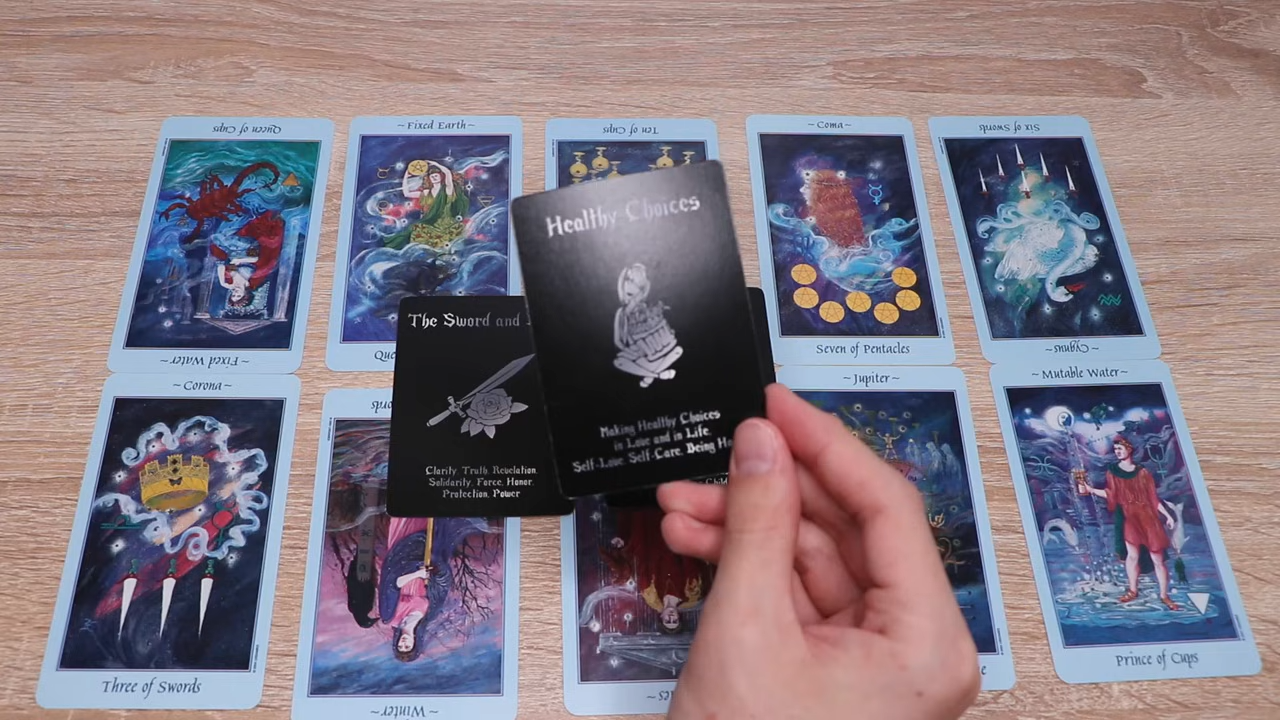 Queen of Cups
~Fixed Water~
~Fixed Earth~
Ten of Cups
~Coma~
Seven of Pentacles
Six of Swords
~Cygnus~
Healthy Choices
Making Healthy Choices
in Love and in Life.
Self-Love. Self-Care. Being
The Sword and
Clarity. Truth. Revelation.
Solidarity. Force. Honor.
Protection. Power
~Corona~
Three of Swords
~Winter~
~Jupiter~
~Mutable Water~
Prince of Cups